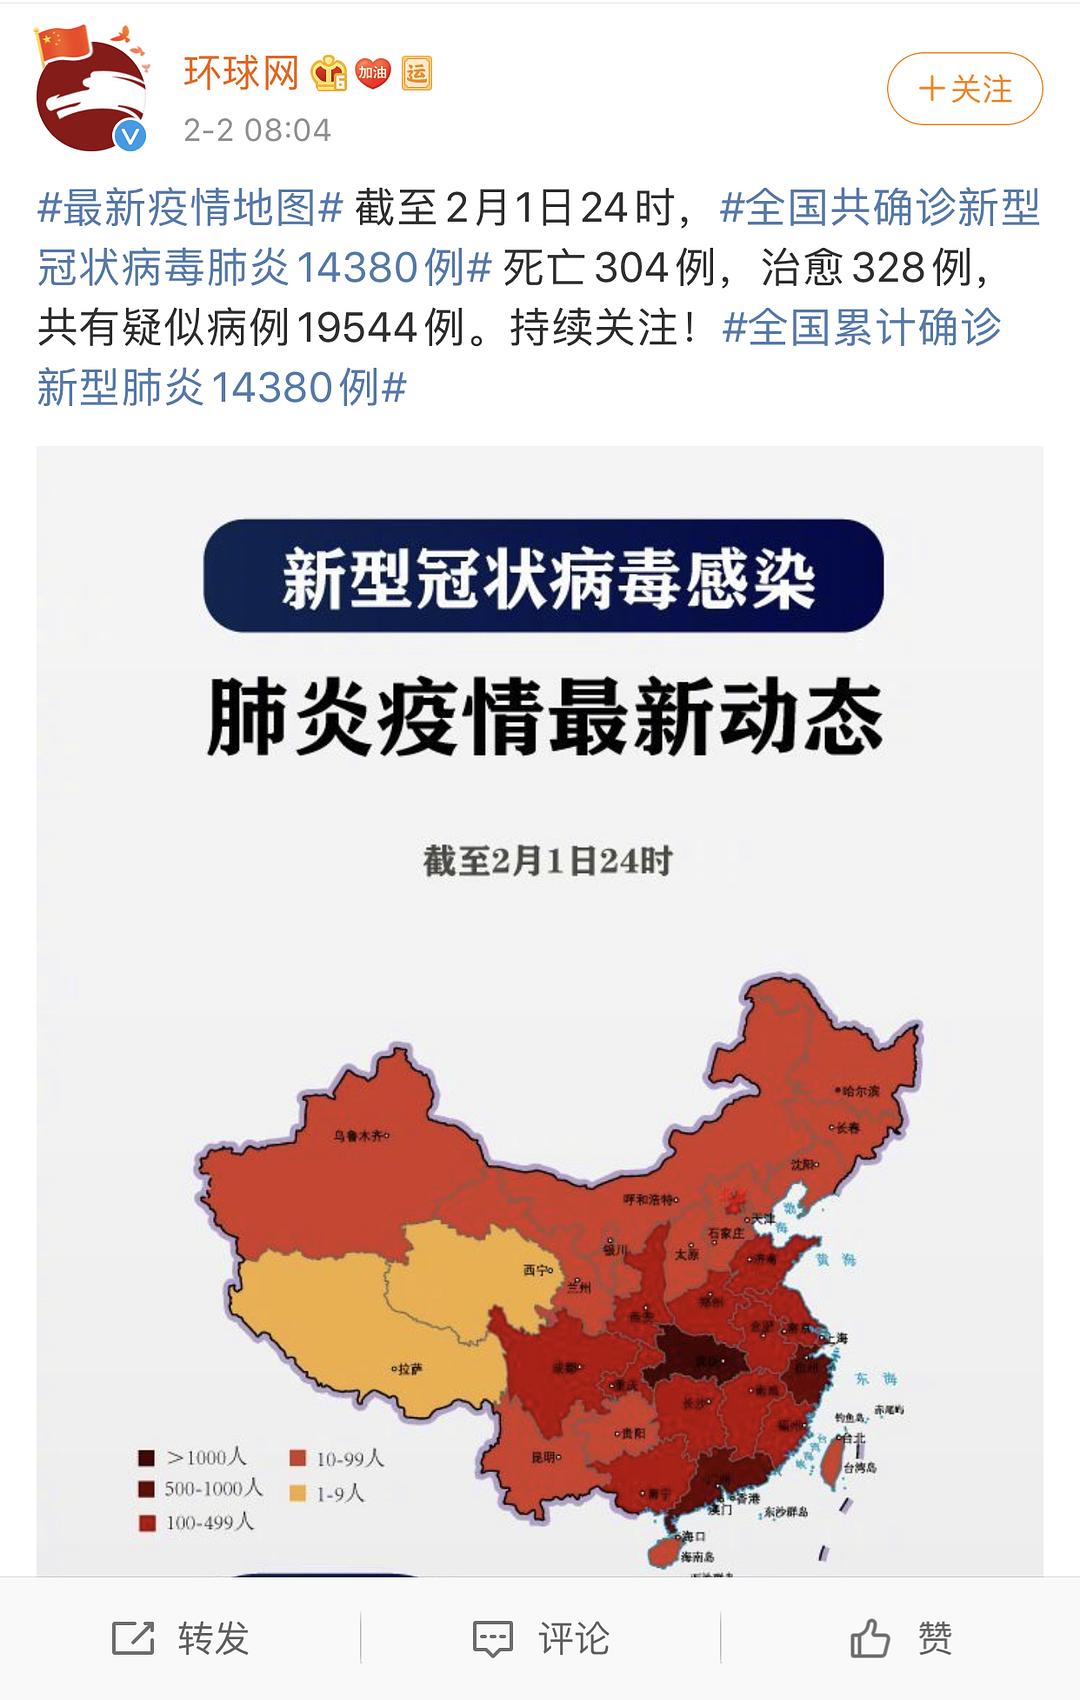 环球网
加油
运
2-2 08:04
+关注
#最新疫情地图# 截至2月1日24时，#全国共确诊新型
冠状病毒肺炎14380例# 死亡304例，治愈328例，
共有疑似病例19544例。持续关注！#全国累计确诊
新型肺炎14380例#
新型冠状病毒感染
肺炎疫情最新动态
截至2月1日24时
哈尔滨
长春
乌鲁木齐
沈阳
呼和浩特
天津
渤海
石家庄
银川
太原
济南
黄海
西宁
兰州
郑州
西安
合肥
南京
上海
拉萨
成都
武汉
杭州
重庆
南昌
东海
长沙
钓鱼岛
赤尾屿
福州
贵阳
台北
昆明
台湾岛
>1000人
10-99人
500-1000人
1-9人
南宁
广州
香港
澳门
东沙群岛
100-499人
海口
海南岛
转发
评论
赞